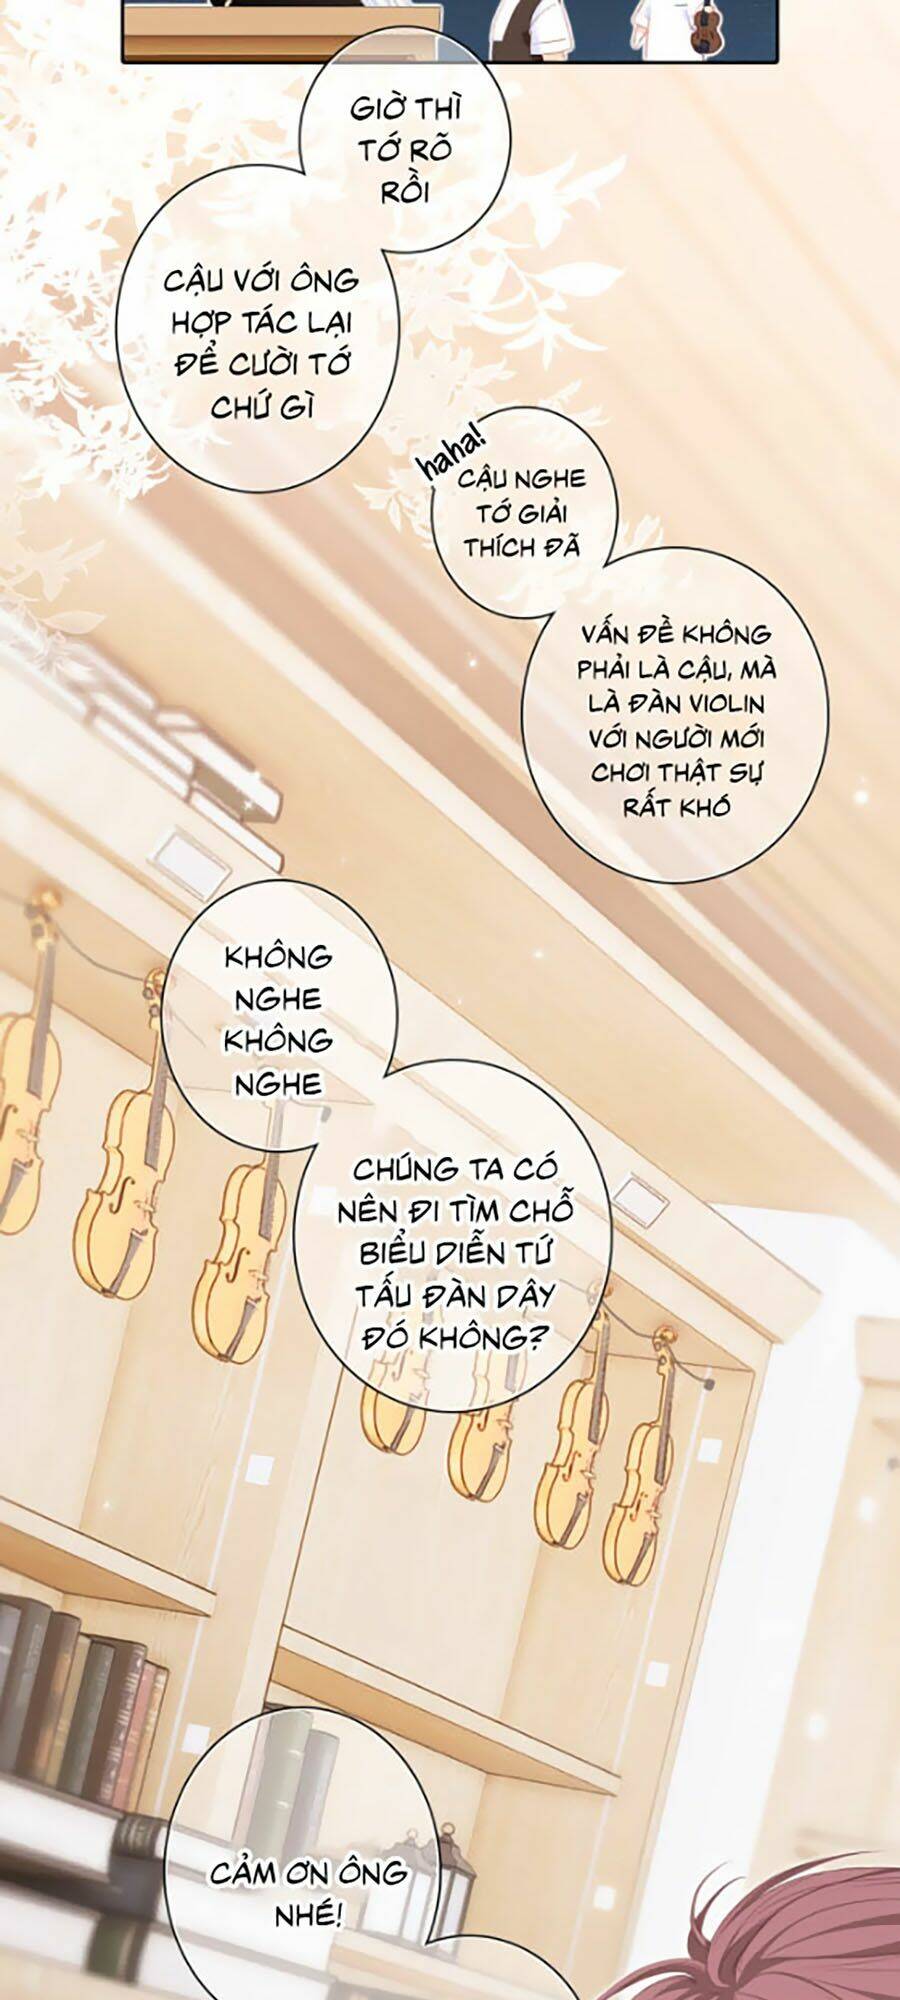 GIỜ THÌ
TỚ RÕ
RỒI
CẬU VỚI ÔNG
HỢP TÁC LẠI
ĐỂ CƯỜI TỚ
CHỨ GÌ
haha!
CẬU NGHE
TỚ GIẢI
THÍCH ĐÃ
VẤN ĐỀ KHÔNG
PHẢI LÀ CẬU, MÀ
LÀ ĐÀN VIOLIN
VỚI NGƯỜI MỚI
CHƠI THẬT SỰ
RẤT KHÓ
KHÔNG
NGHE
KHÔNG
NGHE
CHÚNG TA CÓ
NÊN ĐI TÌM CHỖ
BIỂU DIỄN TỨ
TẤU ĐÀN DÂY
ĐÓ KHÔNG?
CẢM ƠN ÔNG
NHÉ!